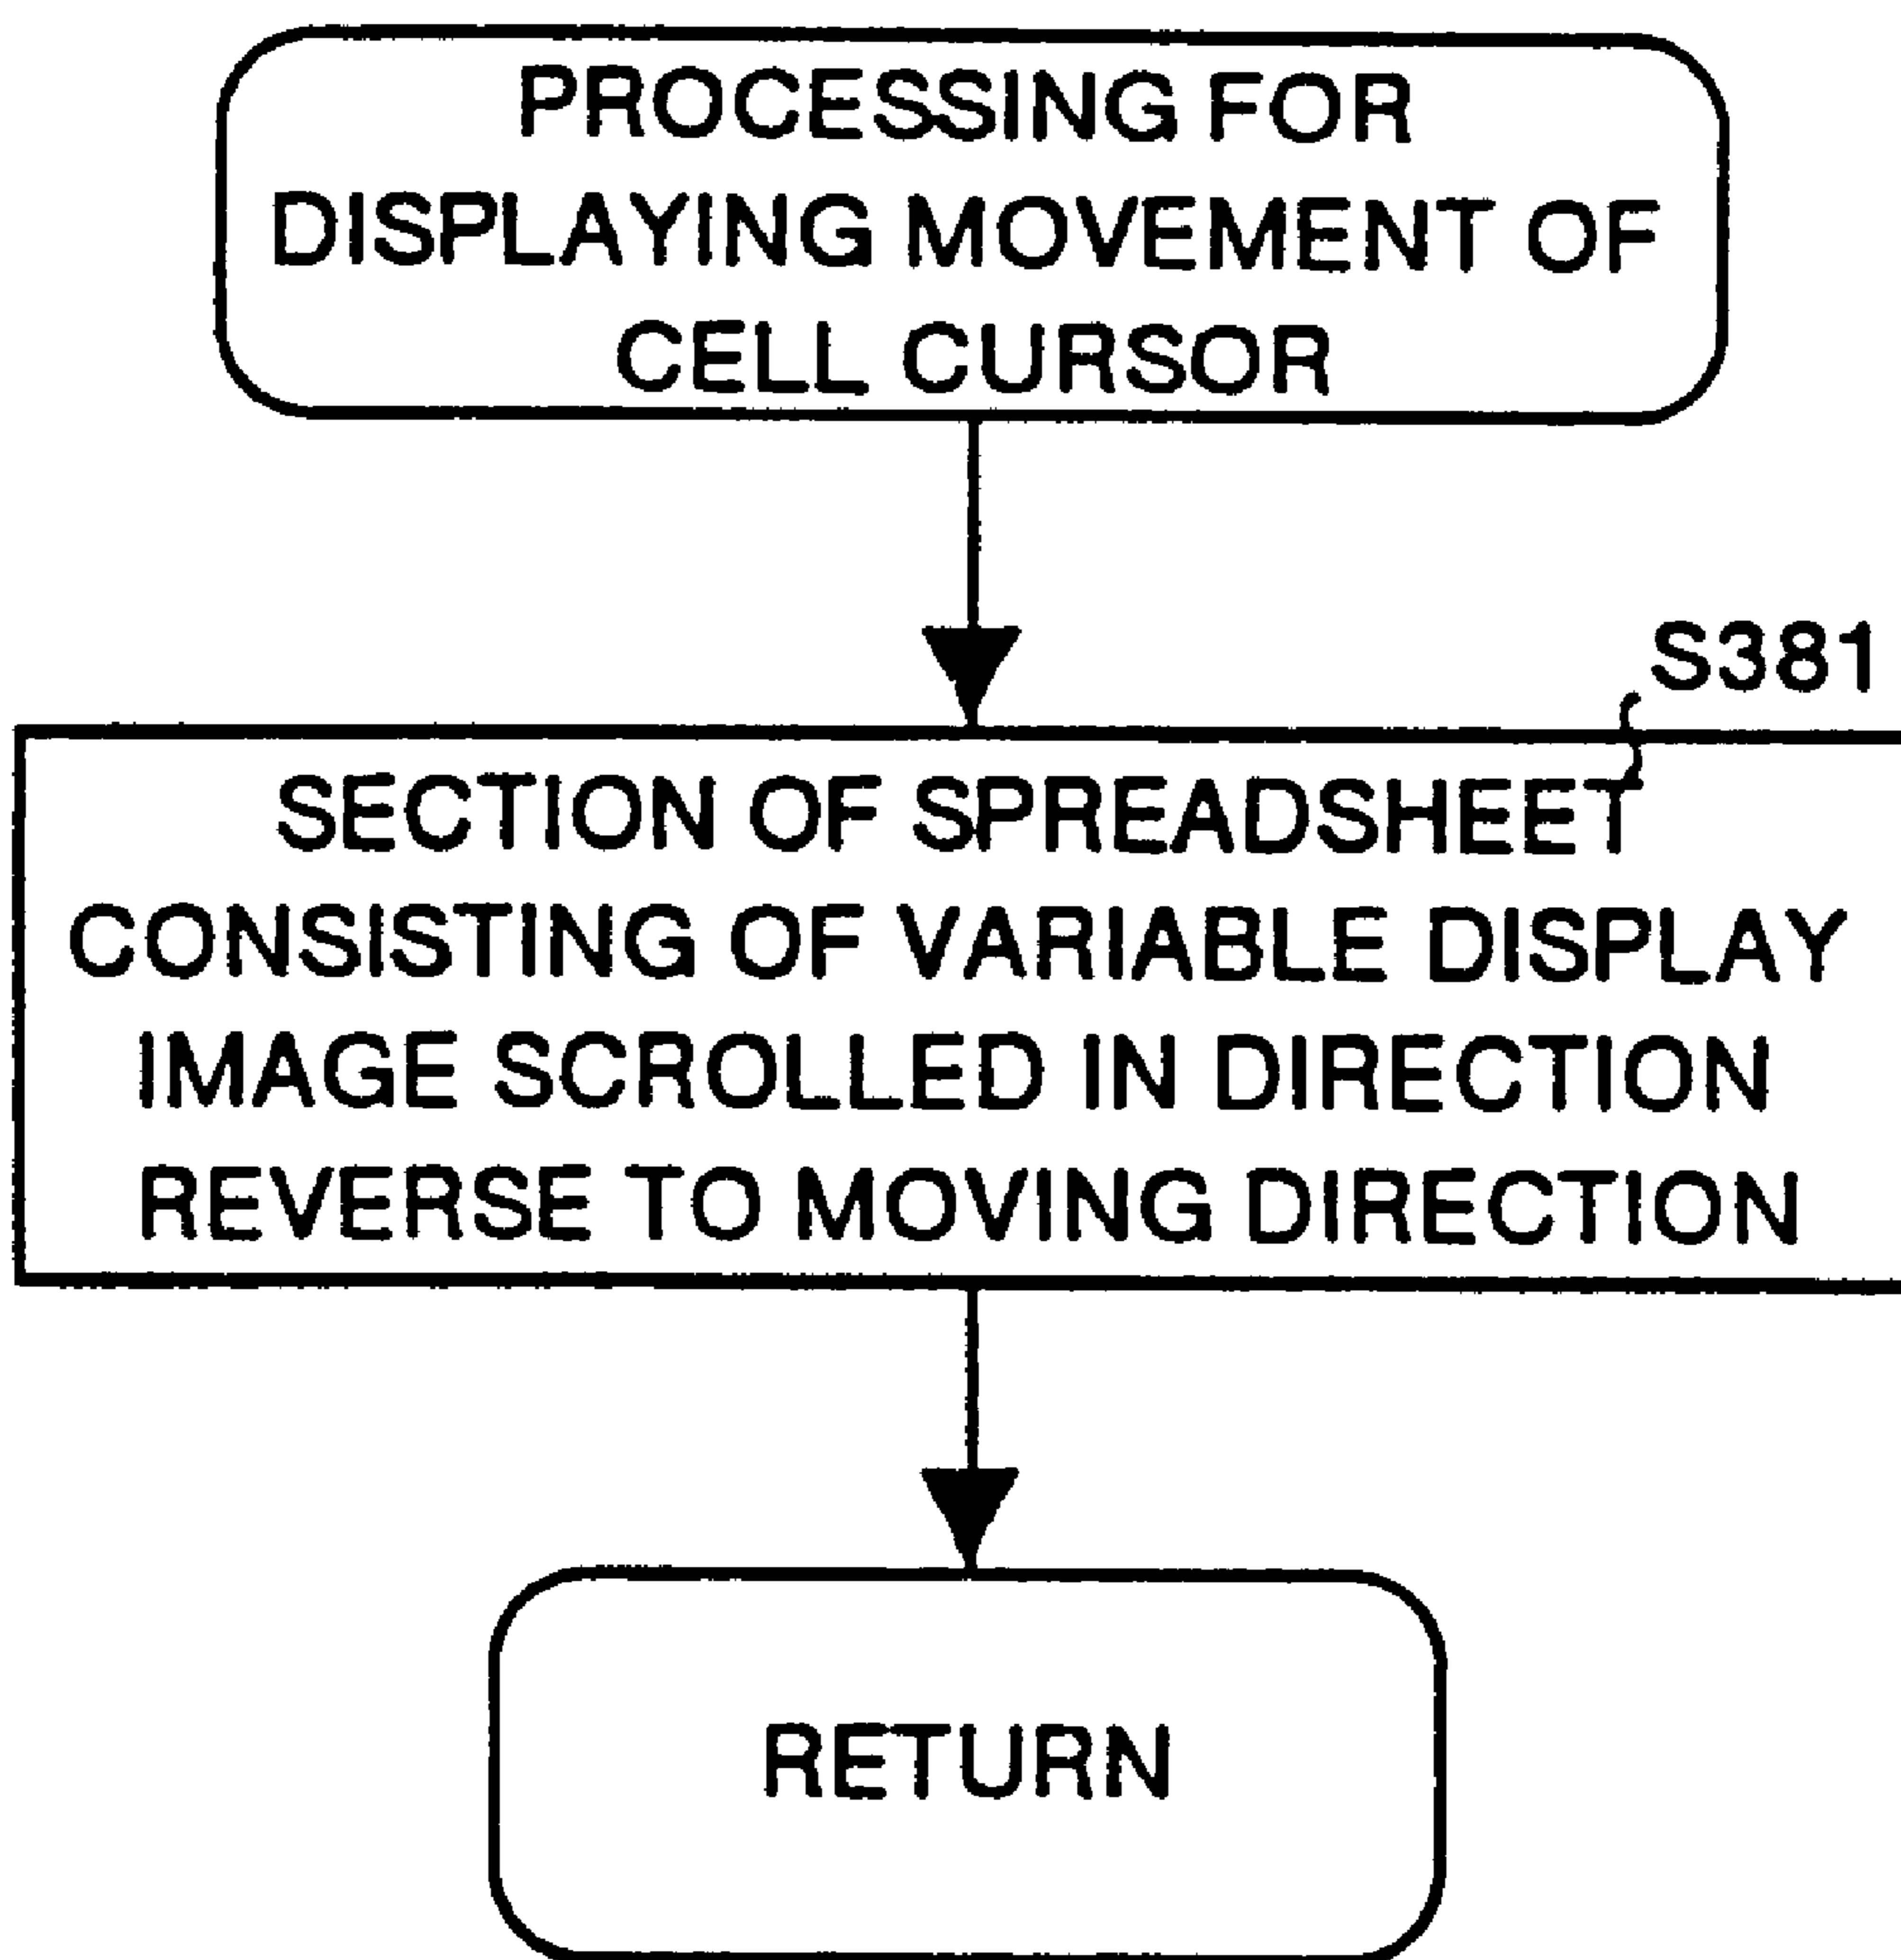 PROCESSING FOR
DISPLAYING MOVEMENT OF
CELL CURSOR
S381
SECTION OF SPREADSHEET
CONSISTING OF VARIABLE DISPLAY
IMAGE SCROLLED IN DIRECTION
REVERSE TO MOVING DIRECTION
RETURN